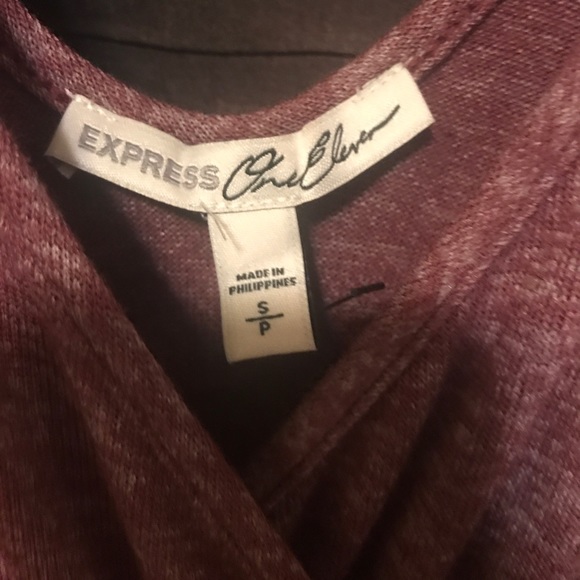 EXPRESS One Eleven
MADE IN
PHILIPPINES
S
P